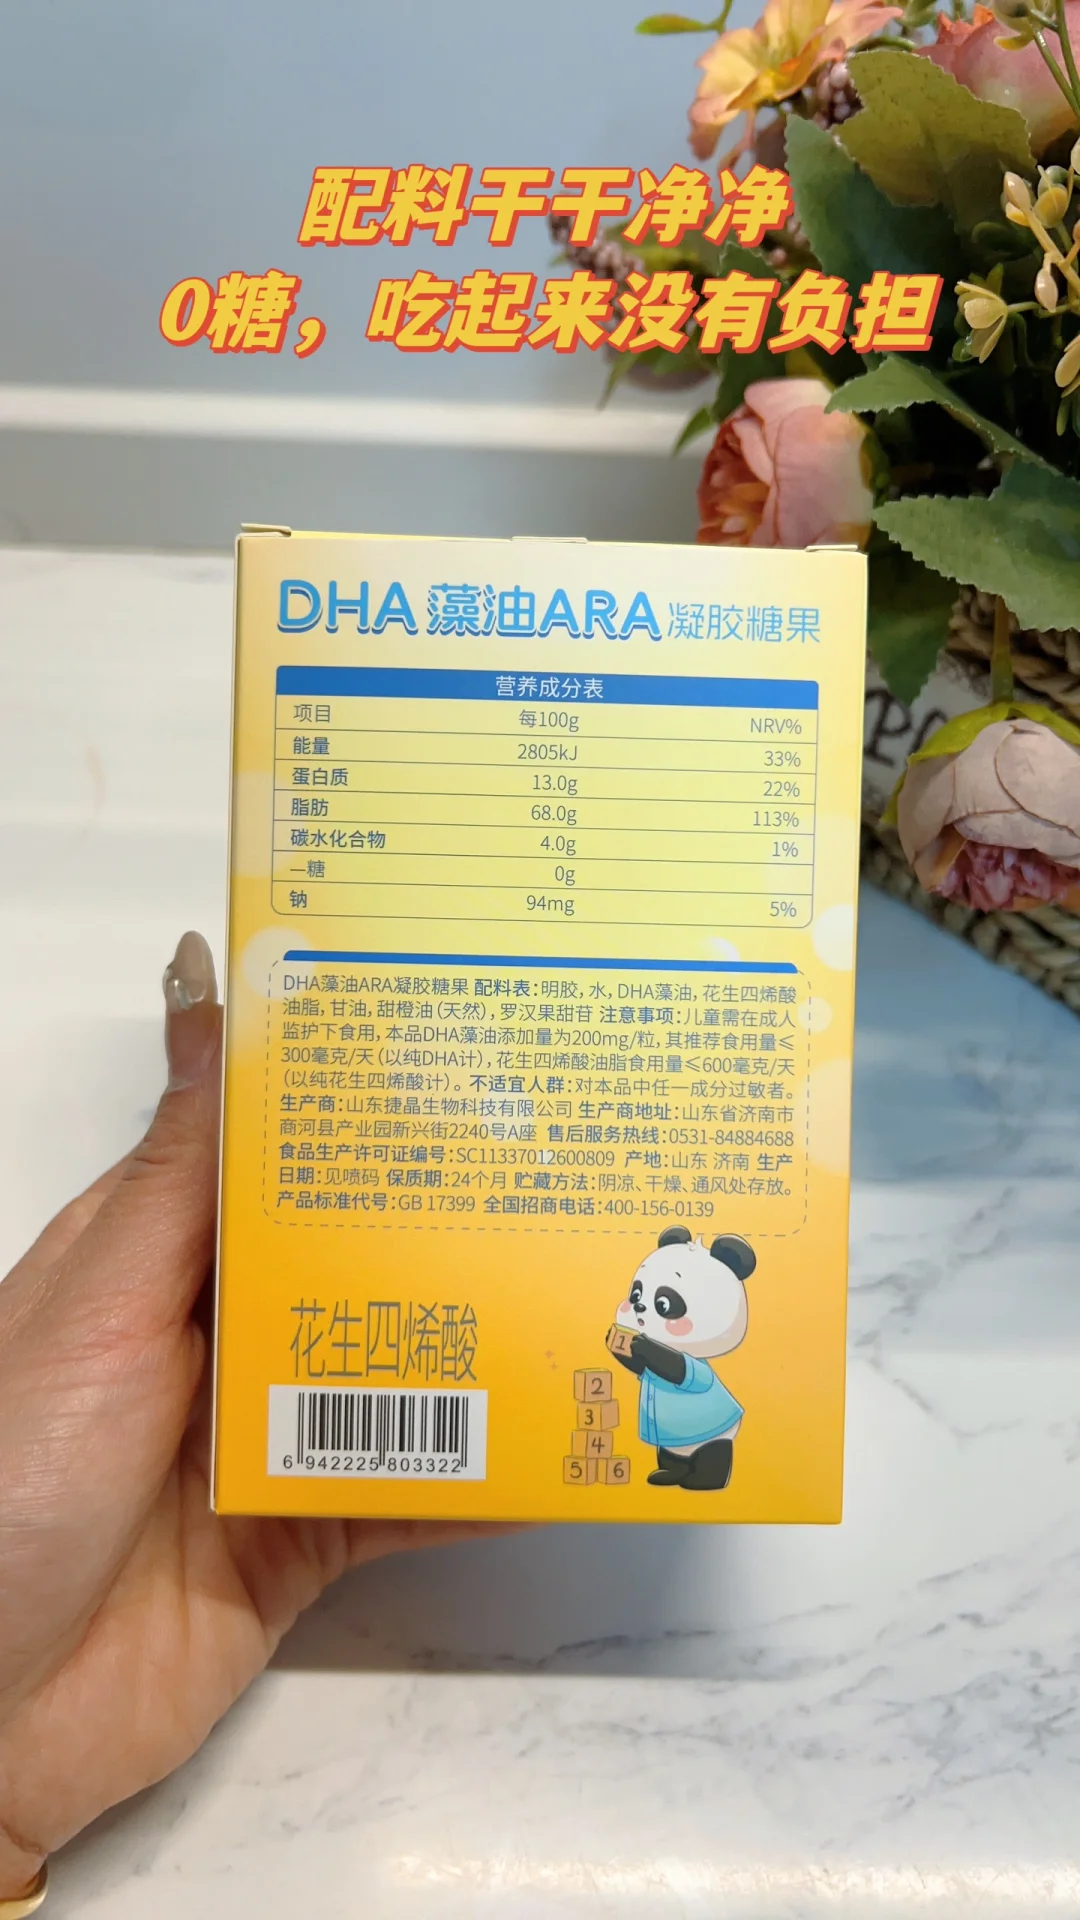 配料干干净净
0糖，吃起来没有负担
DHA 藻油ARA凝胶糖果
营养成分表
项目 每100g NRV%
能量 2805kJ 33%
蛋白质 13.0g 22%
脂肪 68.0g 113%
碳水化合物 4.0g 1%
—糖 0g
钠 94mg 5%
DHA藻油ARA凝胶糖果 配料表:明胶,水,DHA藻油,花生四烯酸
油脂,甘油,甜橙油(天然),罗汉果甜苷 注意事项:儿童需在成人
监护下食用,本品DHA藻油添加量为200mg/粒,其推荐食用量≤
300毫克/天(以纯DHA计),花生四烯酸油脂食用量≤600毫克/天
(以纯花生四烯酸计)。不适宜人群:对本品中任一成分过敏者。
生产商:山东捷晶生物科技有限公司 生产商地址:山东省济南市
商河县产业园新兴街2240号A座 售后服务热线:0531-84884688
食品生产许可证编号:SC11337012600809 产地:山东 济南 生产
日期:见喷码 保质期:24个月 贮藏方法:阴凉、干燥、通风处存放。
产品标准代号:GB 17399 全国招商电话:400-156-0139
花生四烯酸
6 942225 803322
1
2
3
4
5 6